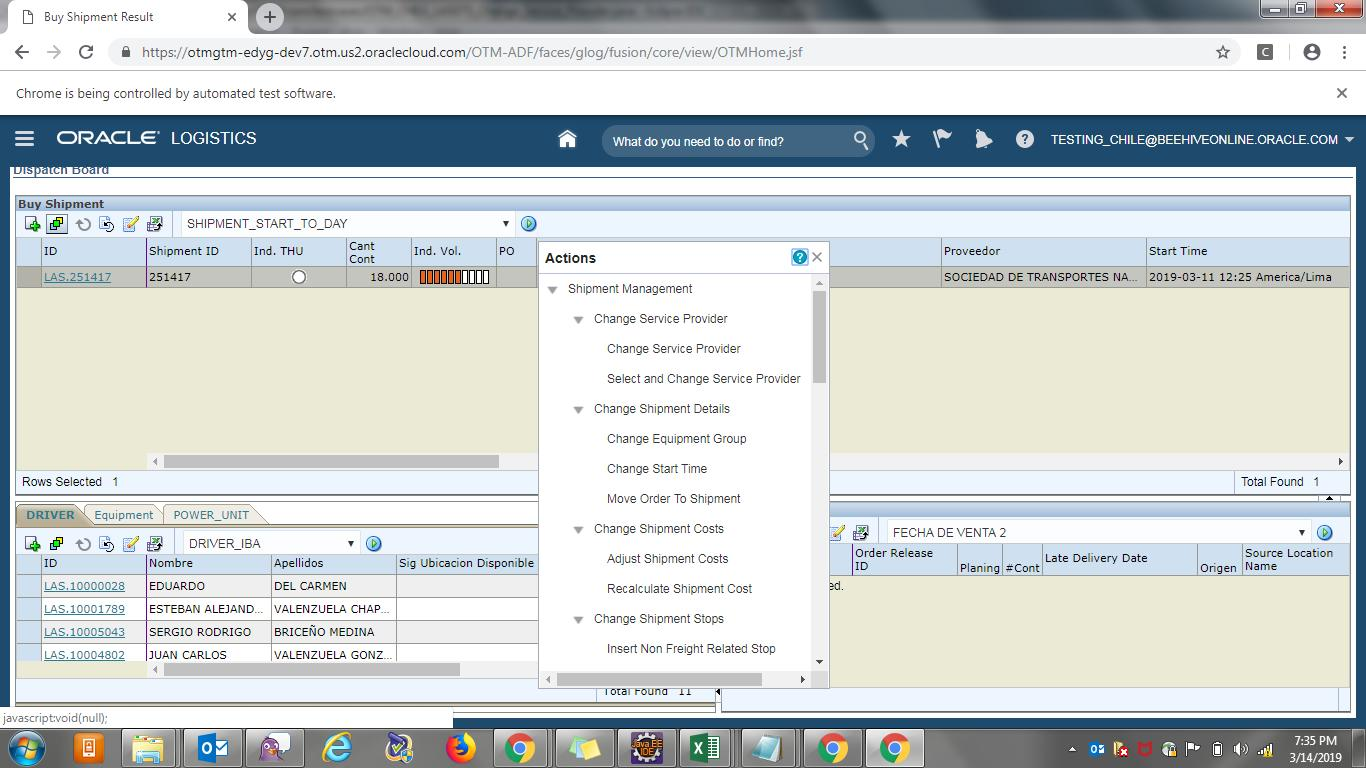 Buy Shipment Result
https://otmgtm-edyg-dev7.otm.us2.oraclecloud.com/OTM-ADF/faces/glog/fusion/core/view/OTMHome.jsf
Chrome is being controlled by automated test software.
ORACLE LOGISTICS
What do you need to do or find?
TESTING_CHILE@BEEHIVEONLINE.ORACLE.COM
Dispatch Board
Buy Shipment
SHIPMENT_START_TO_DAY
ID Shipment ID Ind. THU Cant Cont Ind. Vol. PO Proveedor Start Time
LAS.251417 251417 18.000 SOCIEDAD DE TRANSPORTES NA... 2019-03-11 12:25 America/Lima
Actions
Shipment Management
Change Service Provider
Change Service Provider
Select and Change Service Provider
Change Shipment Details
Change Equipment Group
Change Start Time
Move Order To Shipment
Change Shipment Costs
Adjust Shipment Costs
Recalculate Shipment Cost
Change Shipment Stops
Insert Non Freight Related Stop
Rows Selected 1
Total Found 1
DRIVER Equipment POWER_UNIT
DRIVER_IBA
ID Nombre Apellidos Sig Ubicacion Disponible
LAS.10000028 EDUARDO DEL CARMEN
LAS.10001789 ESTEBAN ALEJAND... VALENZUELA CHAP...
LAS.10005043 SERGIO RODRIGO BRICEÑO MEDINA
LAS.10004802 JUAN CARLOS VALENZUELA GONZ...
Total Found 11
FECHA DE VENTA 2
Order Release ID Planing #Cont Late Delivery Date Origen Source Location Name
ed.
javascript:void(null);
7:35 PM
3/14/2019